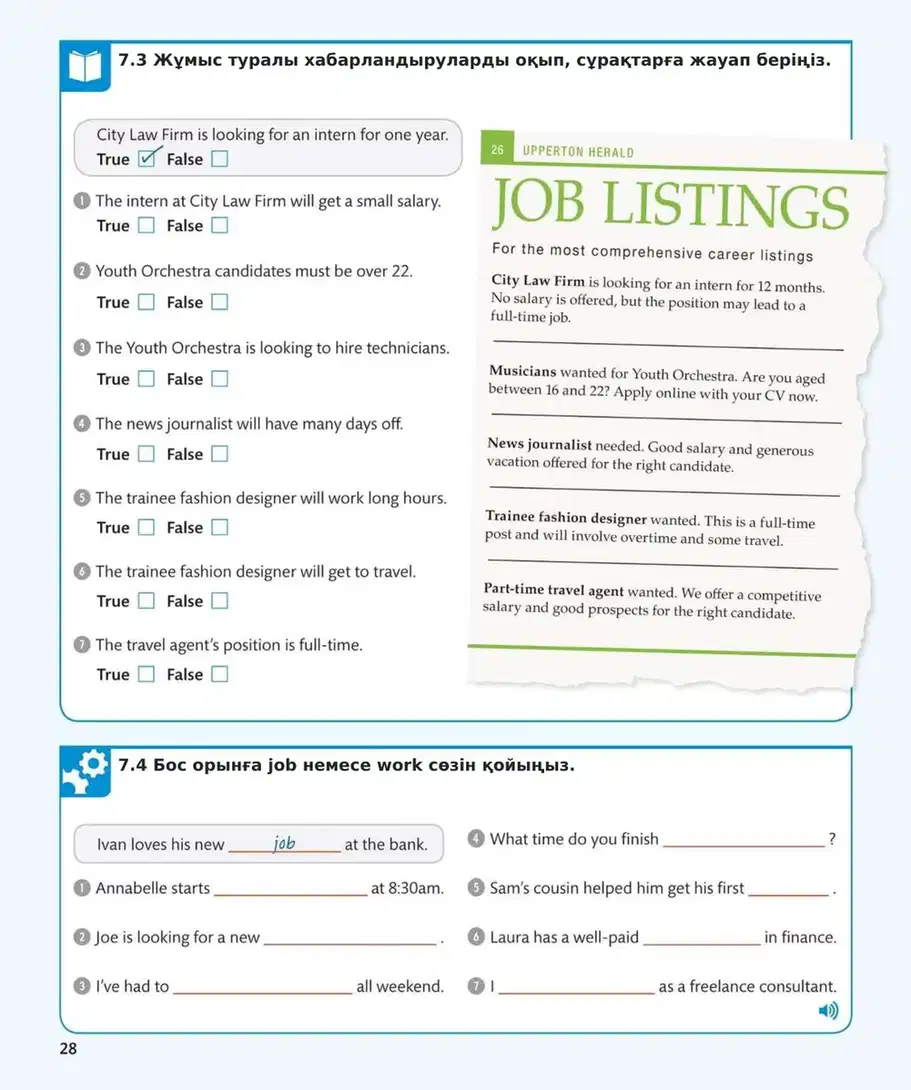 7.3 Жұмыс туралы хабарландыруларды оқып, сұрақтарға жауап беріңіз.
City Law Firm is looking for an intern for one year.
True False
1 The intern at City Law Firm will get a small salary.
True False
2 Youth Orchestra candidates must be over 22.
True False
3 The Youth Orchestra is looking to hire technicians.
True False
4 The news journalist will have many days off.
True False
5 The trainee fashion designer will work long hours.
True False
6 The trainee fashion designer will get to travel.
True False
7 The travel agent's position is full-time.
True False
26 UPPERTON HERALD
JOB LISTINGS
For the most comprehensive career listings
City Law Firm is looking for an intern for 12 months.
No salary is offered, but the position may lead to a
full-time job.
Musicians wanted for Youth Orchestra. Are you aged
between 16 and 22? Apply online with your CV now.
News journalist needed. Good salary and generous
vacation offered for the right candidate.
Trainee fashion designer wanted. This is a full-time
post and will involve overtime and some travel.
Part-time travel agent wanted. We offer a competitive
salary and good prospects for the right candidate.
7.4 Бос орынға job немесе work сөзін қойыңыз.
Ivan loves his new job at the bank.
1 Annabelle starts at 8:30am.
2 Joe is looking for a new .
3 I've had to all weekend.
4 What time do you finish ?
5 Sam's cousin helped him get his first .
6 Laura has a well-paid in finance.
7 I as a freelance consultant.
28